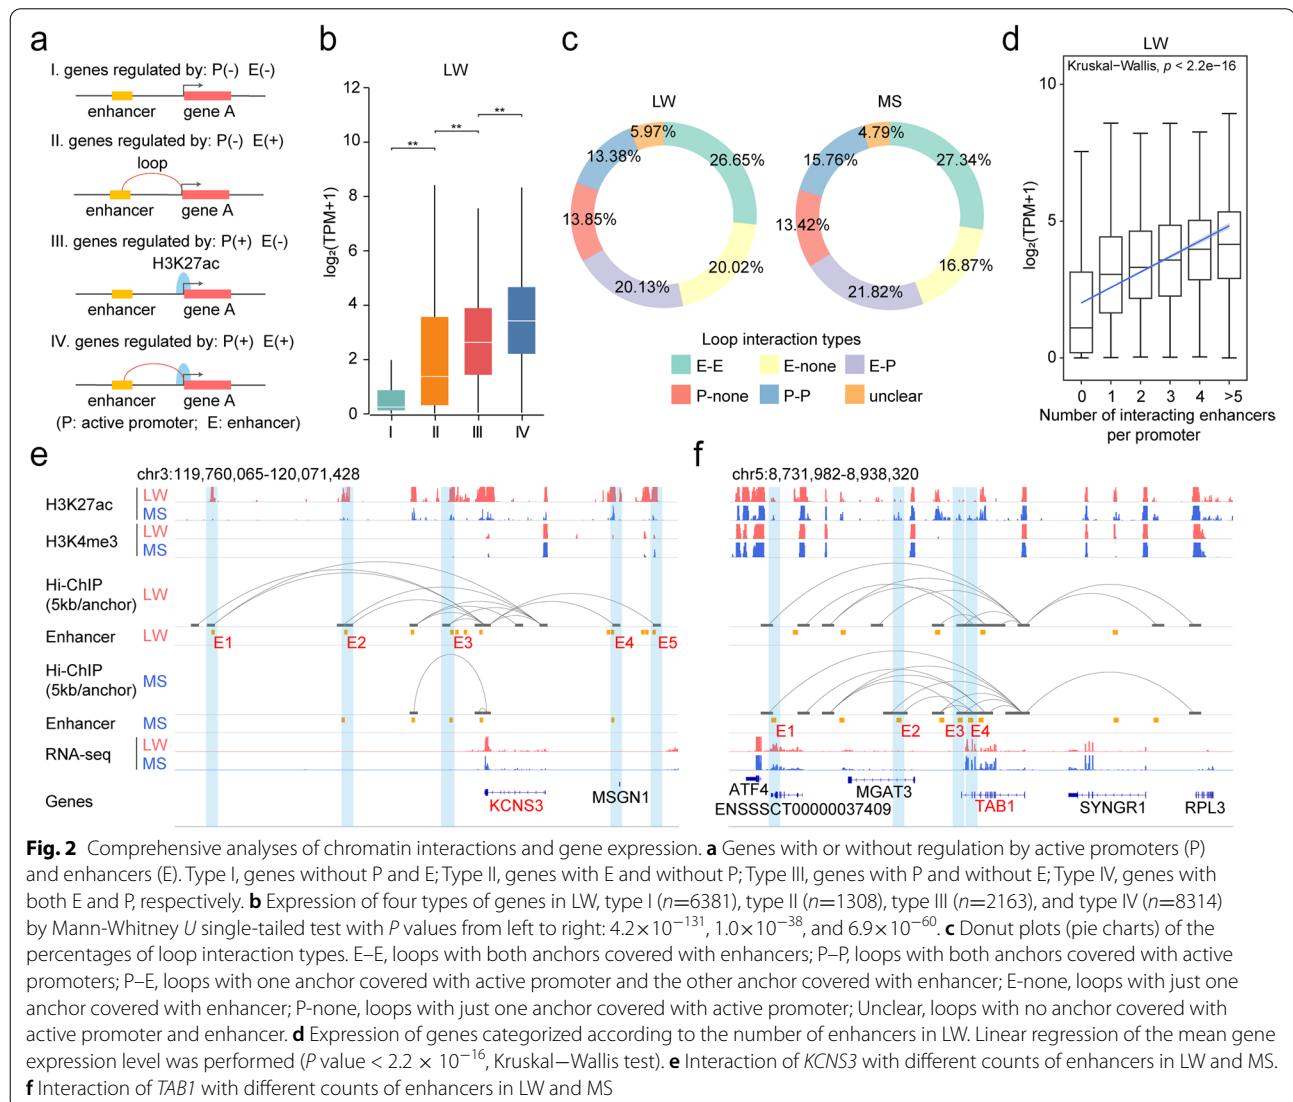 a
I. genes regulated by: P(-) E(-)
enhancer gene A
II. genes regulated by: P(-) E(+)
loop
enhancer gene A
III. genes regulated by: P(+) E(-)
H3K27ac
enhancer gene A
IV. genes regulated by: P(+) E(+)
enhancer gene A
(P: active promoter; E: enhancer)
b
LW
log₂(TPM+1)
12
10
8
6
4
2
0
** ** **
I II III IV
c
LW
5.97%
26.65%
13.38%
13.85%
20.02%
20.13%
MS
4.79%
27.34%
15.76%
13.42%
16.87%
21.82%
Loop interaction types
E-E E-none E-P
P-none P-P unclear
d
LW
Kruskal−Wallis, p < 2.2e−16
log₂(TPM+1)
10
5
0
0 1 2 3 4 >5
Number of interacting enhancers
per promoter
e
chr3:119,760,065-120,071,428
H3K27ac LW
MS
H3K4me3 LW
MS
Hi-ChIP
(5kb/anchor) LW
Enhancer LW E1 E2 E3 E4 E5
Hi-ChIP
(5kb/anchor) MS
Enhancer MS
RNA-seq LW
MS
Genes KCNS3 MSGN1
f
chr5:8,731,982-8,938,320
E1 E2 E3 E4
ATF4 MGAT3 TAB1 SYNGR1 RPL3
ENSSSCT00000037409
Fig. 2 Comprehensive analyses of chromatin interactions and gene expression. a Genes with or without regulation by active promoters (P)
and enhancers (E). Type I, genes without P and E; Type II, genes with E and without P; Type III, genes with P and without E; Type IV, genes with
both E and P, respectively. b Expression of four types of genes in LW, type I (n=6381), type II (n=1308), type III (n=2163), and type IV (n=8314)
by Mann-Whitney U single-tailed test with P values from left to right: 4.2×10⁻¹³¹, 1.0×10⁻³⁸, and 6.9×10⁻⁶⁰. c Donut plots (pie charts) of the
percentages of loop interaction types. E–E, loops with both anchors covered with enhancers; P–P, loops with both anchors covered with active
promoters; P–E, loops with one anchor covered with active promoter and the other anchor covered with enhancer; E-none, loops with just one
anchor covered with enhancer; P-none, loops with just one anchor covered with active promoter; Unclear, loops with no anchor covered with
active promoter and enhancer. d Expression of genes categorized according to the number of enhancers in LW. Linear regression of the mean gene
expression level was performed (P value < 2.2 × 10⁻¹⁶, Kruskal—Wallis test). e Interaction of KCNS3 with different counts of enhancers in LW and MS.
f Interaction of TAB1 with different counts of enhancers in LW and MS